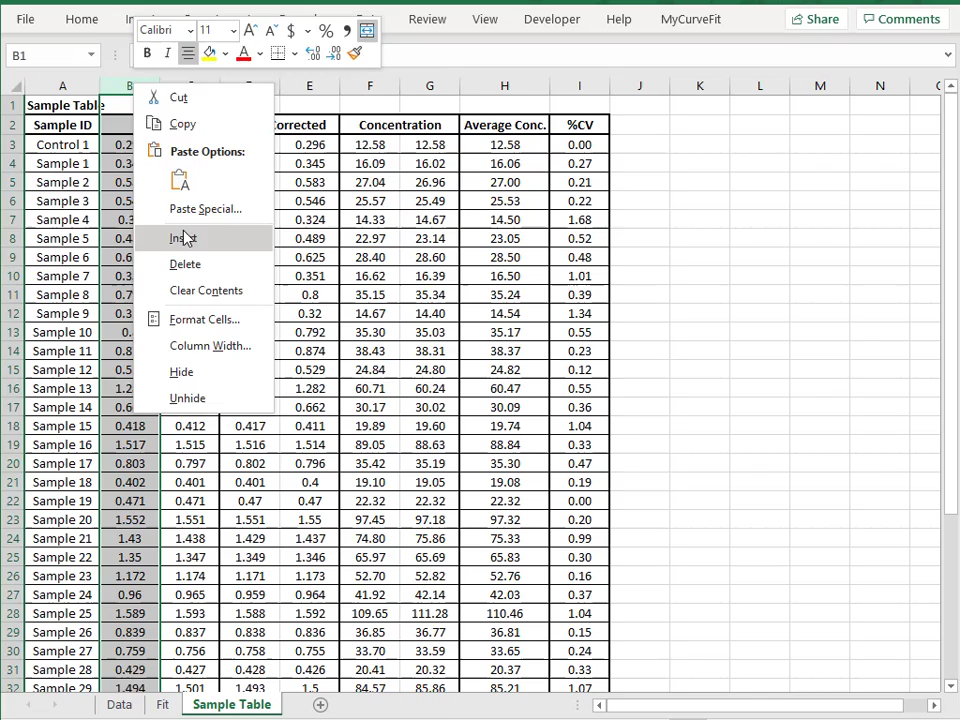 File Home Review View Developer Help MyCurveFit Share Comments
Calibri 11 A A $ % ,
B I A
B1
A B E F G H I J K L M N
1 Sample Table
2 Sample ID Corrected Concentration Average Conc. %CV
3 Control 1 0.296 12.58 12.58 12.58 0.00
4 Sample 1 0.345 16.09 16.02 16.06 0.27
5 Sample 2 0.583 27.04 26.96 27.00 0.21
6 Sample 3 0.546 25.57 25.49 25.53 0.22
7 Sample 4 0.324 14.33 14.67 14.50 1.68
8 Sample 5 0.489 22.97 23.14 23.05 0.52
9 Sample 6 0.625 28.40 28.60 28.50 0.48
10 Sample 7 0.351 16.62 16.39 16.50 1.01
11 Sample 8 0.8 35.15 35.34 35.24 0.39
12 Sample 9 0.32 14.67 14.40 14.54 1.34
13 Sample 10 0.792 35.30 35.03 35.17 0.55
14 Sample 11 0.874 38.43 38.31 38.37 0.23
15 Sample 12 0.529 24.84 24.80 24.82 0.12
16 Sample 13 1.282 60.71 60.24 60.47 0.55
17 Sample 14 0.662 30.17 30.02 30.09 0.36
18 Sample 15 0.418 0.412 0.417 0.411 19.89 19.60 19.74 1.04
19 Sample 16 1.517 1.515 1.516 1.514 89.05 88.63 88.84 0.33
20 Sample 17 0.803 0.797 0.802 0.796 35.42 35.19 35.30 0.47
21 Sample 18 0.402 0.401 0.401 0.4 19.10 19.05 19.08 0.19
22 Sample 19 0.471 0.471 0.47 0.47 22.32 22.32 22.32 0.00
23 Sample 20 1.552 1.551 1.551 1.55 97.45 97.18 97.32 0.20
24 Sample 21 1.43 1.438 1.429 1.437 74.80 75.86 75.33 0.99
25 Sample 22 1.35 1.347 1.349 1.346 65.97 65.69 65.83 0.30
26 Sample 23 1.172 1.174 1.171 1.173 52.70 52.82 52.76 0.16
27 Sample 24 0.96 0.965 0.959 0.964 41.92 42.14 42.03 0.37
28 Sample 25 1.589 1.593 1.588 1.592 109.65 111.28 110.46 1.04
29 Sample 26 0.839 0.837 0.838 0.836 36.85 36.77 36.81 0.15
30 Sample 27 0.759 0.756 0.758 0.755 33.70 33.59 33.65 0.24
31 Sample 28 0.429 0.427 0.428 0.426 20.41 20.32 20.37 0.33
32 Sample 29 1.494 1.501 1.493 1.5 84.57 85.86 85.21 1.07
Cut
Copy
Paste Options:
Paste Special...
Insert
Delete
Clear Contents
Format Cells...
Column Width...
Hide
Unhide
Data Fit Sample Table